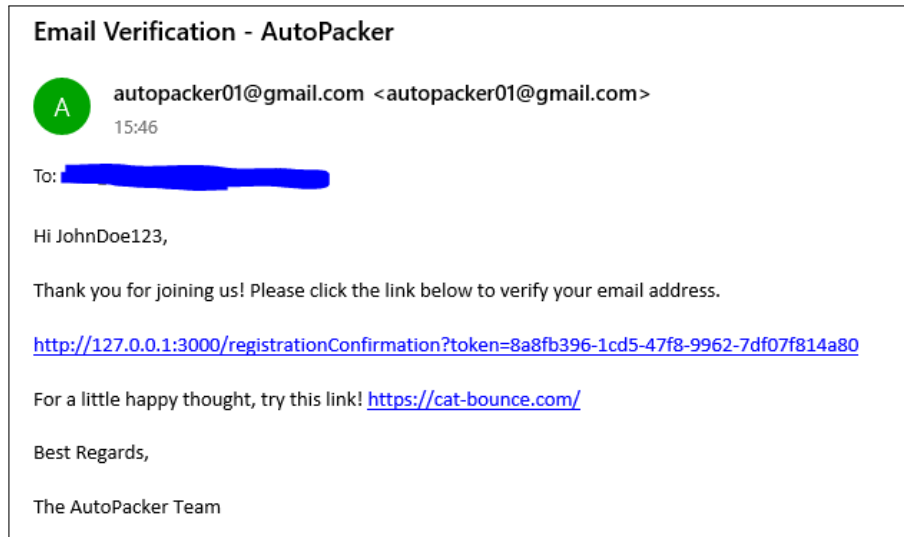 Email Verification - AutoPacker
A
autopacker01@gmail.com <autopacker01@gmail.com>
15:46
To:
Hi JohnDoe123,
Thank you for joining us! Please click the link below to verify your email address.
http://127.0.0.1:3000/registrationConfirmation?token=8a8fb396-1cd5-47f8-9962-7df07f814a80
For a little happy thought, try this link! https://cat-bounce.com/
Best Regards,
The AutoPacker Team